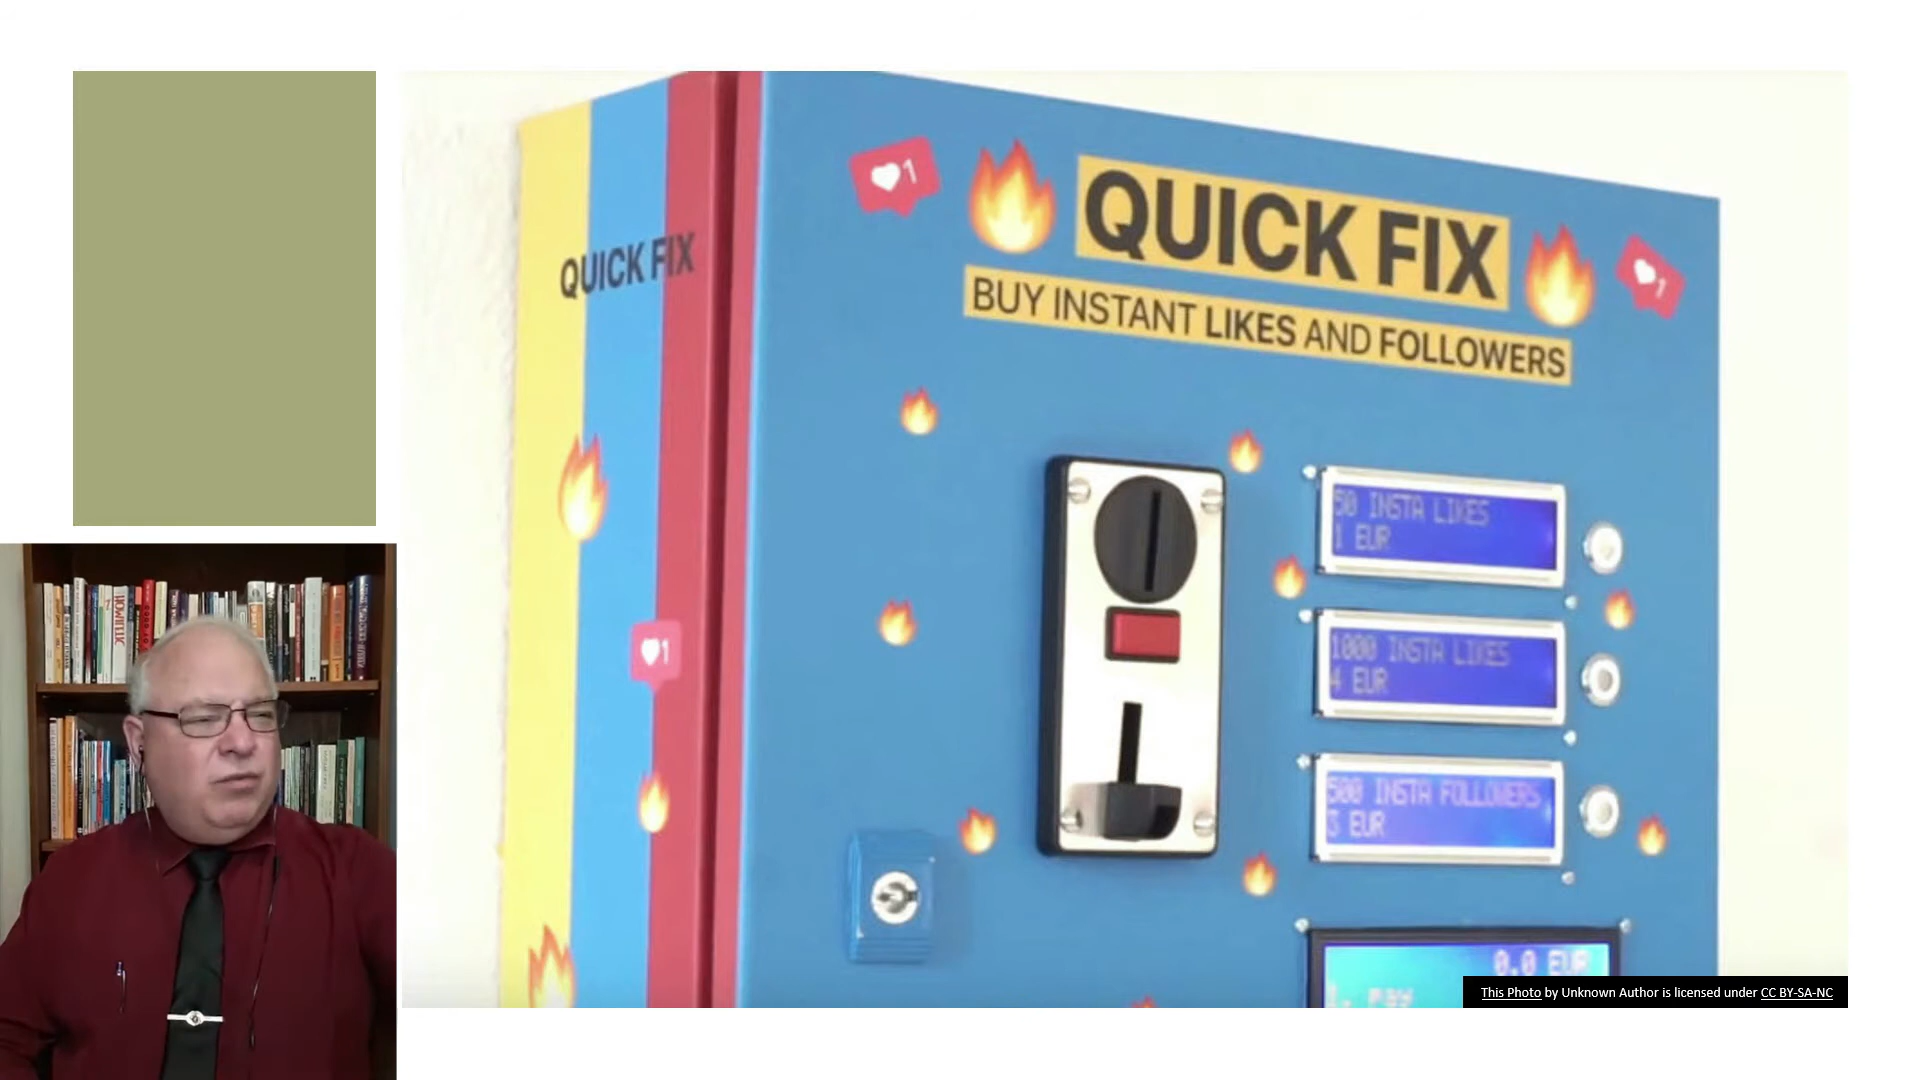 QUICK FIX
1
QUICK FIX
1
BUY INSTANT LIKES AND FOLLOWERS
50 INSTA LIKES
1 EUR
1000 INSTA LIKES
4 EUR
500 INSTA FOLLOWERS
3 EUR
1
0.0 EUR
1. PAY
This Photo by Unknown Author is licensed under CC BY-SA-NC